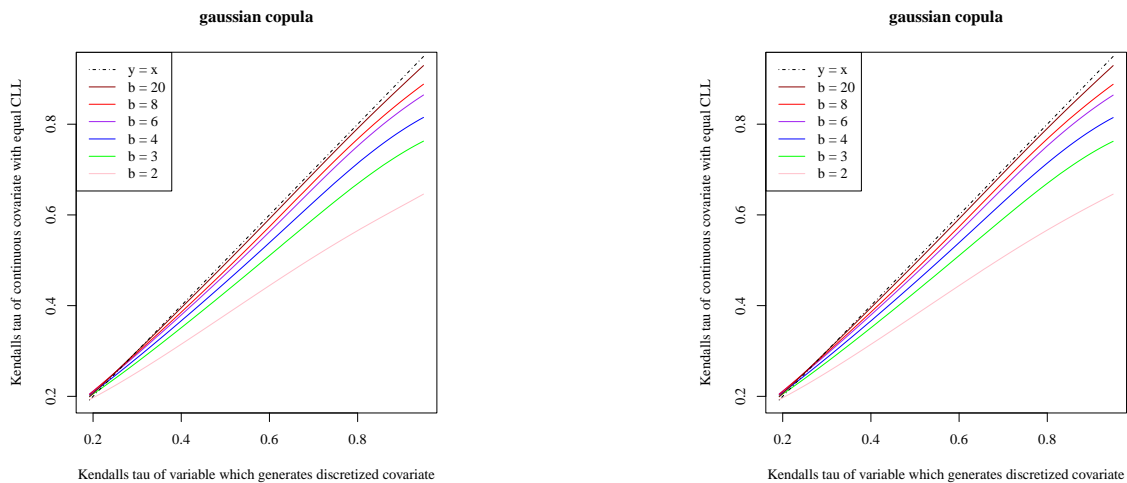 gaussian copula
Kendalls tau of continuous covariate with equal CLL
0.8
0.6
0.4
0.2
y = x
b = 20
b = 8
b = 6
b = 4
b = 3
b = 2
0.2 0.4 0.6 0.8
Kendalls tau of variable which generates discretized covariate
gaussian copula
Kendalls tau of continuous covariate with equal CLL
0.8
0.6
0.4
0.2
y = x
b = 20
b = 8
b = 6
b = 4
b = 3
b = 2
0.2 0.4 0.6 0.8
Kendalls tau of variable which generates discretized covariate